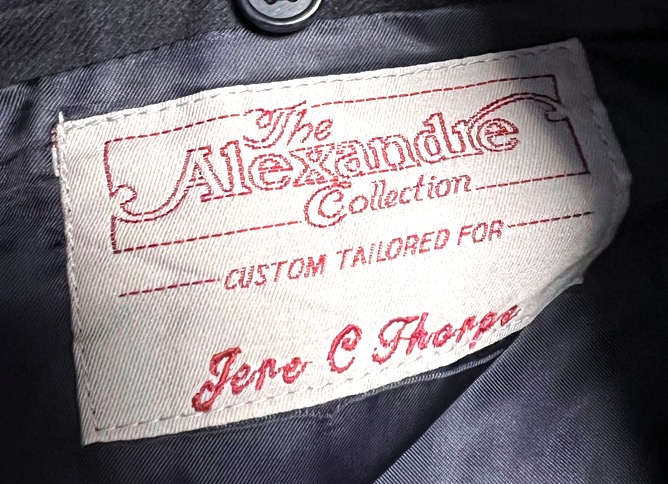 The
Alexandre
Collection
CUSTOM TAILORED FOR
Jere C Thorpe